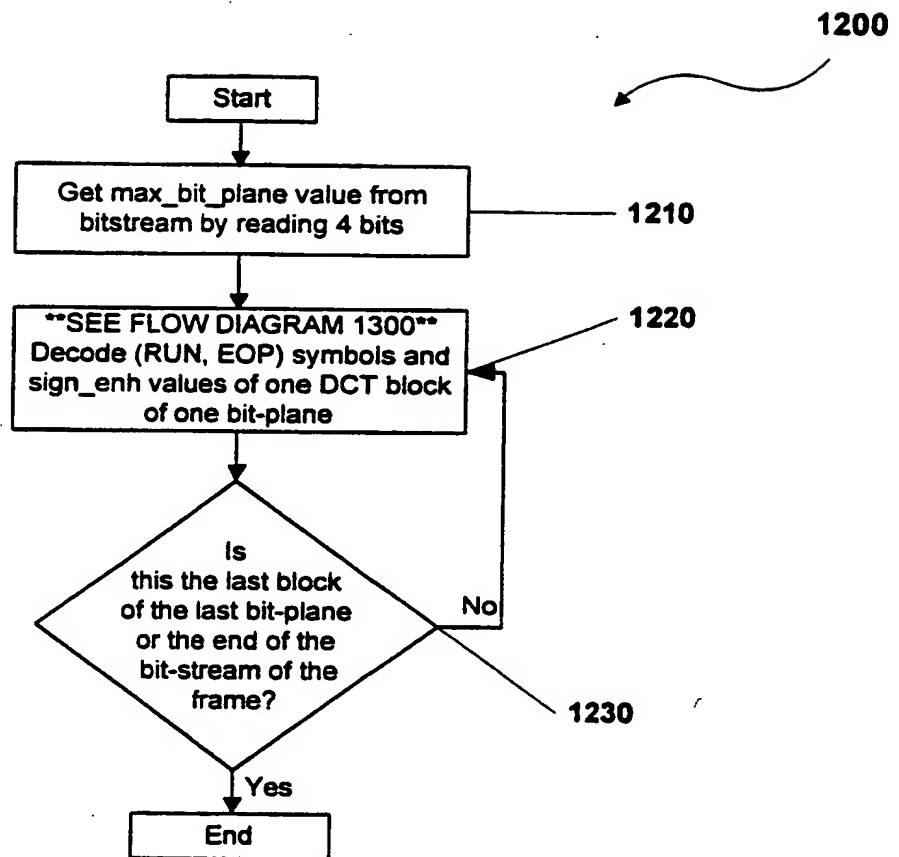 1200
Start
Get max_bit_plane value from
bitstream by reading 4 bits
1210
**SEE FLOW DIAGRAM 1300**
Decode (RUN, EOP) symbols and
sign_enh values of one DCT block
of one bit-plane
1220
Is
this the last block
of the last bit-plane
or the end of the
bit-stream of the
frame?
No
1230
Yes
End